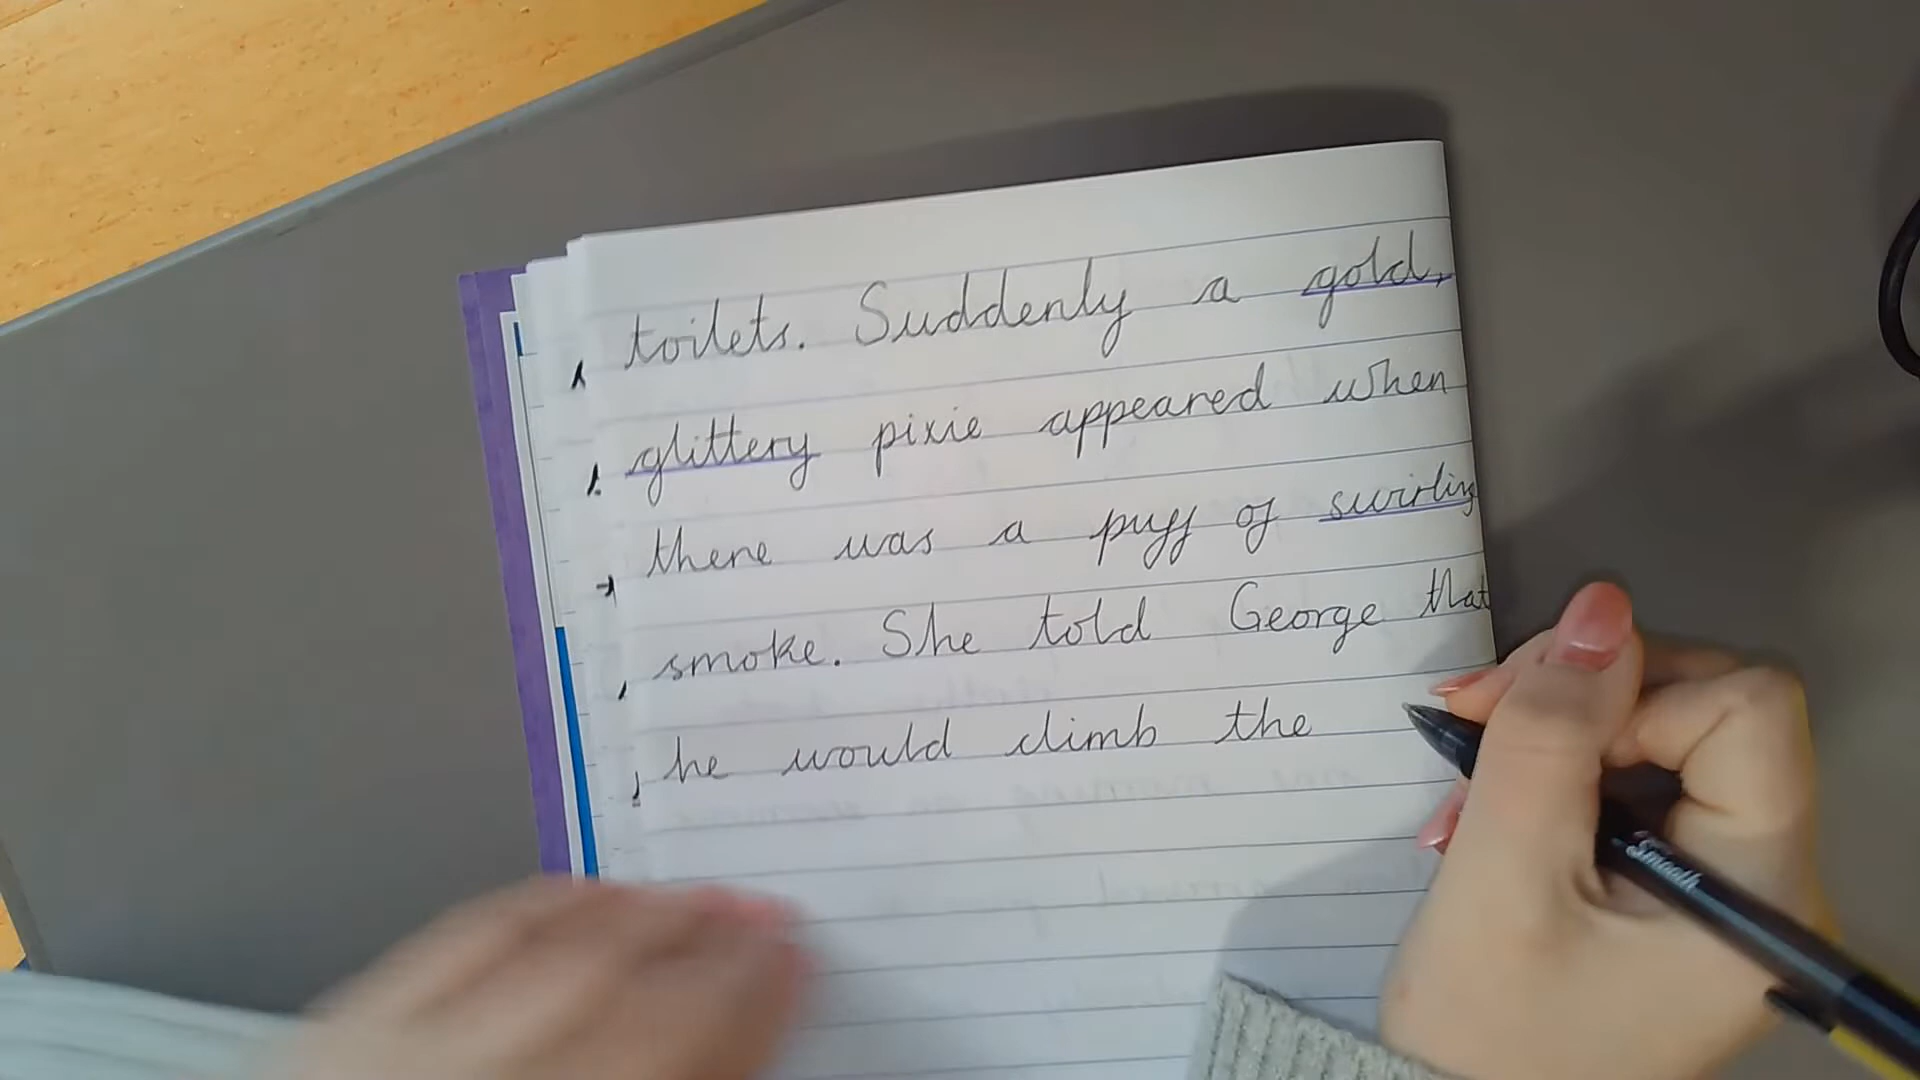 toilets. Suddenly a gold,
glittery pixie appeared when
there was a puff of swirling
smoke. She told George that
he would climb the
Smooth